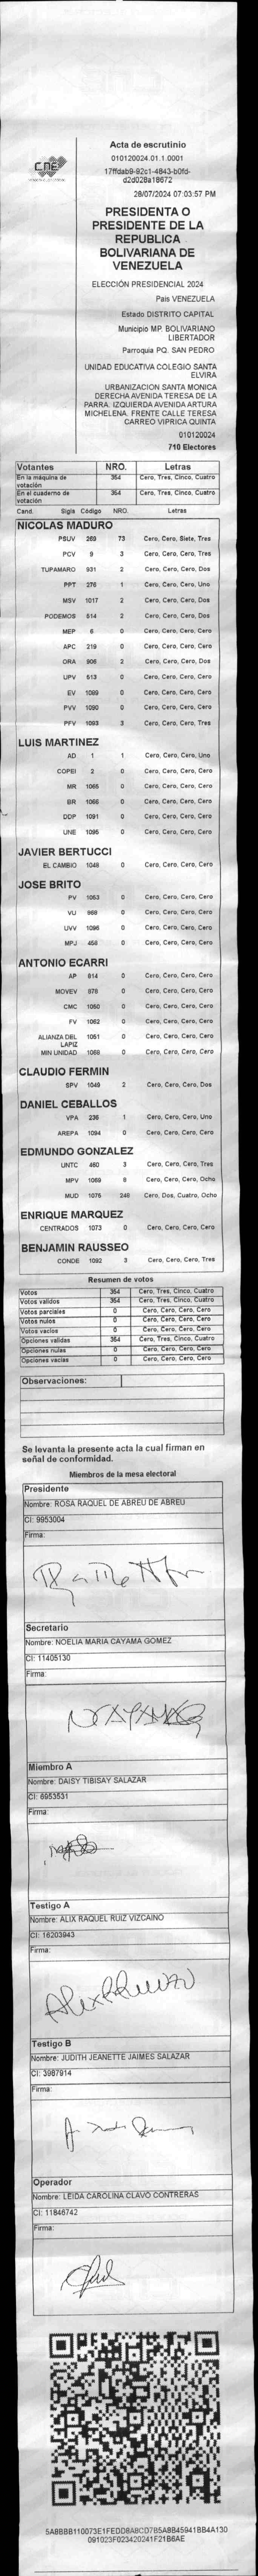 CNE
Acta de escrutinio
010120024.01.1.0001
17ffdab9-92c1-4843-b0fd-
d2d028a18672
28/07/2024 07:03:57 PM
PRESIDENTA O
PRESIDENTE DE LA
REPUBLICA
BOLIVARIANA DE
VENEZUELA
ELECCIÓN PRESIDENCIAL 2024
Pais VENEZUELA
Estado DISTRITO CAPITAL
Municipio MP. BOLIVARIANO
LIBERTADOR
Parroquia PQ. SAN PEDRO
UNIDAD EDUCATIVA COLEGIO SANTA
ELVIRA
URBANIZACION SANTA MONICA
DERECHA AVENIDA TERESA DE LA
PARRA. IZQUIERDA AVENIDA ARTURA
MICHELENA. FRENTE CALLE TERESA
CARREO VIPRICA QUINTA
010120024
710 Electores
Votantes NRO. Letras
En la máquina de votación 354 Cero, Tres, Cinco, Cuatro
En el cuaderno de votación 354 Cero, Tres, Cinco, Cuatro
Cand. Sigla Código NRO. Letras
NICOLAS MADURO
PSUV 269 73 Cero, Cero, Siete, Tres
PCV 9 3 Cero, Cero, Cero, Tres
TUPAMARO 931 2 Cero, Cero, Cero, Dos
PPT 276 1 Cero, Cero, Cero, Uno
MSV 1017 2 Cero, Cero, Cero, Dos
PODEMOS 514 2 Cero, Cero, Cero, Dos
MEP 6 0 Cero, Cero, Cero, Cero
APC 219 0 Cero, Cero, Cero, Cero
ORA 906 2 Cero, Cero, Cero, Dos
UPV 513 0 Cero, Cero, Cero, Cero
EV 1089 0 Cero, Cero, Cero, Cero
PVV 1090 0 Cero, Cero, Cero, Cero
PFV 1093 3 Cero, Cero, Cero, Tres
LUIS MARTINEZ
AD 1 1 Cero, Cero, Cero, Uno
COPEI 2 0 Cero, Cero, Cero, Cero
MR 1065 0 Cero, Cero, Cero, Cero
BR 1066 0 Cero, Cero, Cero, Cero
DDP 1091 0 Cero, Cero, Cero, Cero
UNE 1095 0 Cero, Cero, Cero, Cero
JAVIER BERTUCCI
EL CAMBIO 1048 0 Cero, Cero, Cero, Cero
JOSE BRITO
PV 1053 0 Cero, Cero, Cero, Cero
VU 988 0 Cero, Cero, Cero, Cero
UVV 1096 0 Cero, Cero, Cero, Cero
MPJ 458 0 Cero, Cero, Cero, Cero
ANTONIO ECARRI
AP 914 0 Cero, Cero, Cero, Cero
MOVEV 878 0 Cero, Cero, Cero, Cero
CMC 1050 0 Cero, Cero, Cero, Cero
FV 1062 0 Cero, Cero, Cero, Cero
ALIANZA DEL LAPIZ 1051 0 Cero, Cero, Cero, Cero
MIN UNIDAD 1068 0 Cero, Cero, Cero, Cero
CLAUDIO FERMIN
SPV 1049 2 Cero, Cero, Cero, Dos
DANIEL CEBALLOS
VPA 236 1 Cero, Cero, Cero, Uno
AREPA 1094 0 Cero, Cero, Cero, Cero
EDMUNDO GONZALEZ
UNTC 460 3 Cero, Cero, Cero, Tres
MPV 1069 8 Cero, Cero, Cero, Ocho
MUD 1075 248 Cero, Dos, Cuatro, Ocho
ENRIQUE MARQUEZ
CENTRADOS 1073 0 Cero, Cero, Cero, Cero
BENJAMIN RAUSSEO
CONDE 1092 3 Cero, Cero, Cero, Tres
Resumen de votos
Votos 354 Cero, Tres, Cinco, Cuatro
Votos validos 354 Cero, Tres, Cinco, Cuatro
Votos parciales 0 Cero, Cero, Cero, Cero
Votos nulos 0 Cero, Cero, Cero, Cero
Votos vacios 0 Cero, Cero, Cero, Cero
Opciones validas 354 Cero, Tres, Cinco, Cuatro
Opciones nulas 0 Cero, Cero, Cero, Cero
Opciones vacias 0 Cero, Cero, Cero, Cero
Observaciones:
Se levanta la presente acta la cual firman en
señal de conformidad.
Miembros de la mesa electoral
Presidente
Nombre: ROSA RAQUEL DE ABREU DE ABREU
CI: 9953004
Firma:
Secretario
Nombre: NOELIA MARIA CAYAMA GOMEZ
CI: 11405130
Firma:
Miembro A
Nombre: DAISY TIBISAY SALAZAR
CI: 6953531
Firma:
Testigo A
Nombre: ALIX RAQUEL RUIZ VIZCAINO
CI: 16203943
Firma:
Testigo B
Nombre: JUDITH JEANETTE JAIMES SALAZAR
CI: 3987914
Firma:
Operador
Nombre: LEIDA CAROLINA CLAVO CONTRERAS
CI: 11846742
Firma:
5A8BBB110073E1FEDD8A8CD7B5A8B45941BB4A130
091023F023420241F21B6AE